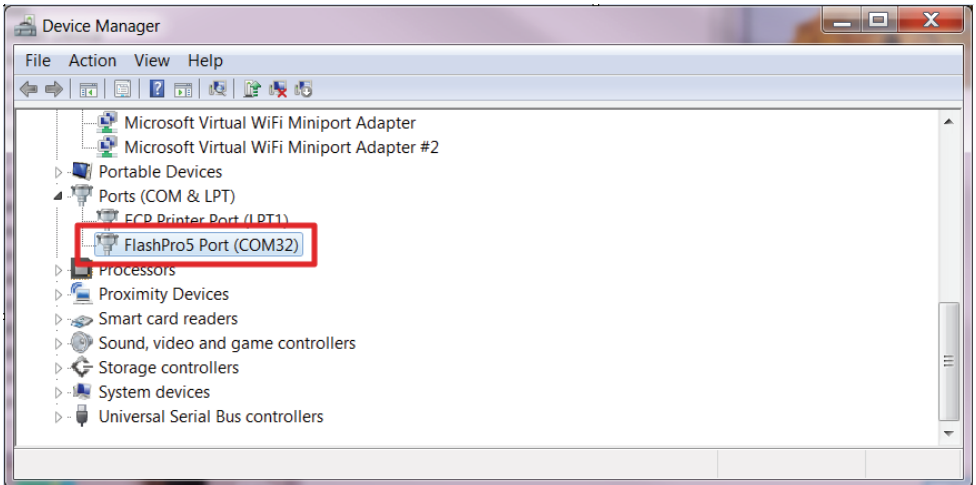 Device Manager
File Action View Help
Microsoft Virtual WiFi Miniport Adapter
Microsoft Virtual WiFi Miniport Adapter #2
Portable Devices
Ports (COM & LPT)
ECP Printer Port (LPT1)
FlashPro5 Port (COM32)
Processors
Proximity Devices
Smart card readers
Sound, video and game controllers
Storage controllers
System devices
Universal Serial Bus controllers